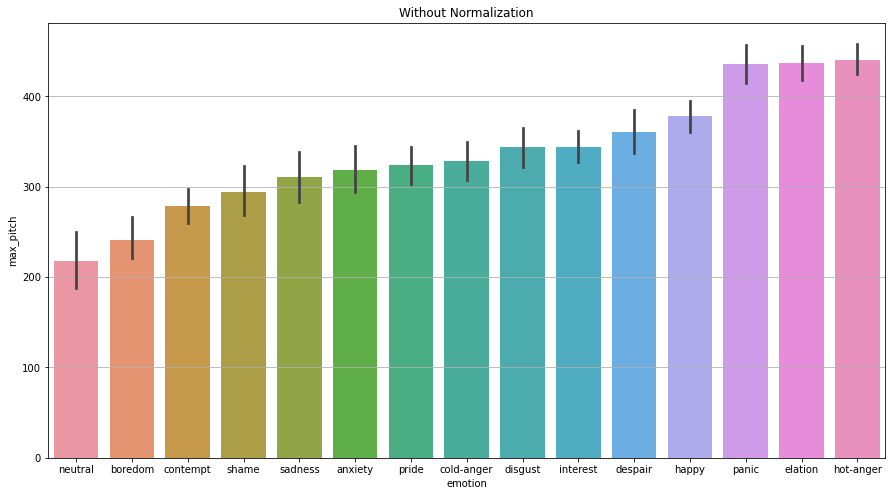 Without Normalization
max_pitch
400
300
200
100
0
neutral boredom contempt shame sadness anxiety pride cold-anger disgust interest despair happy panic elation hot-anger
emotion